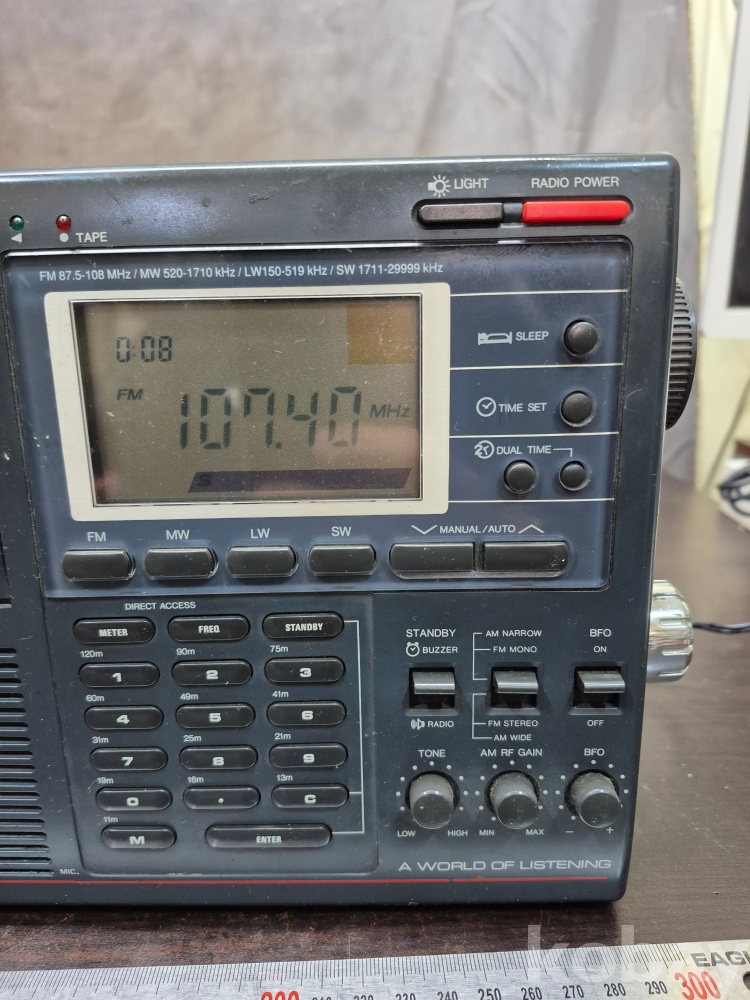 LIGHT RADIO POWER
TAPE
FM 87.5-108 MHz / MW 520-1710 kHz / LW150-519 kHz / SW 1711-29999 kHz
0:08
SLEEP
FM 107.40 MHz
TIME SET
DUAL TIME
S
FM MW LW SW MANUAL/AUTO
DIRECT ACCESS
METER FREQ STANDBY
120m 90m 75m
1 2 3
60m 49m 41m
4 5 6
31m 25m 21m
7 8 9
19m 16m 13m
0 . C
11m
M ENTER
STANDBY AM NARROW BFO
BUZZER FM MONO ON
RADIO FM STEREO OFF
AM WIDE
TONE AM RF GAIN BFO
LOW HIGH MIN MAX − +
A WORLD OF LISTENING
MIC.
EAGL
210 220 230 240 250 260 270 280 290 300